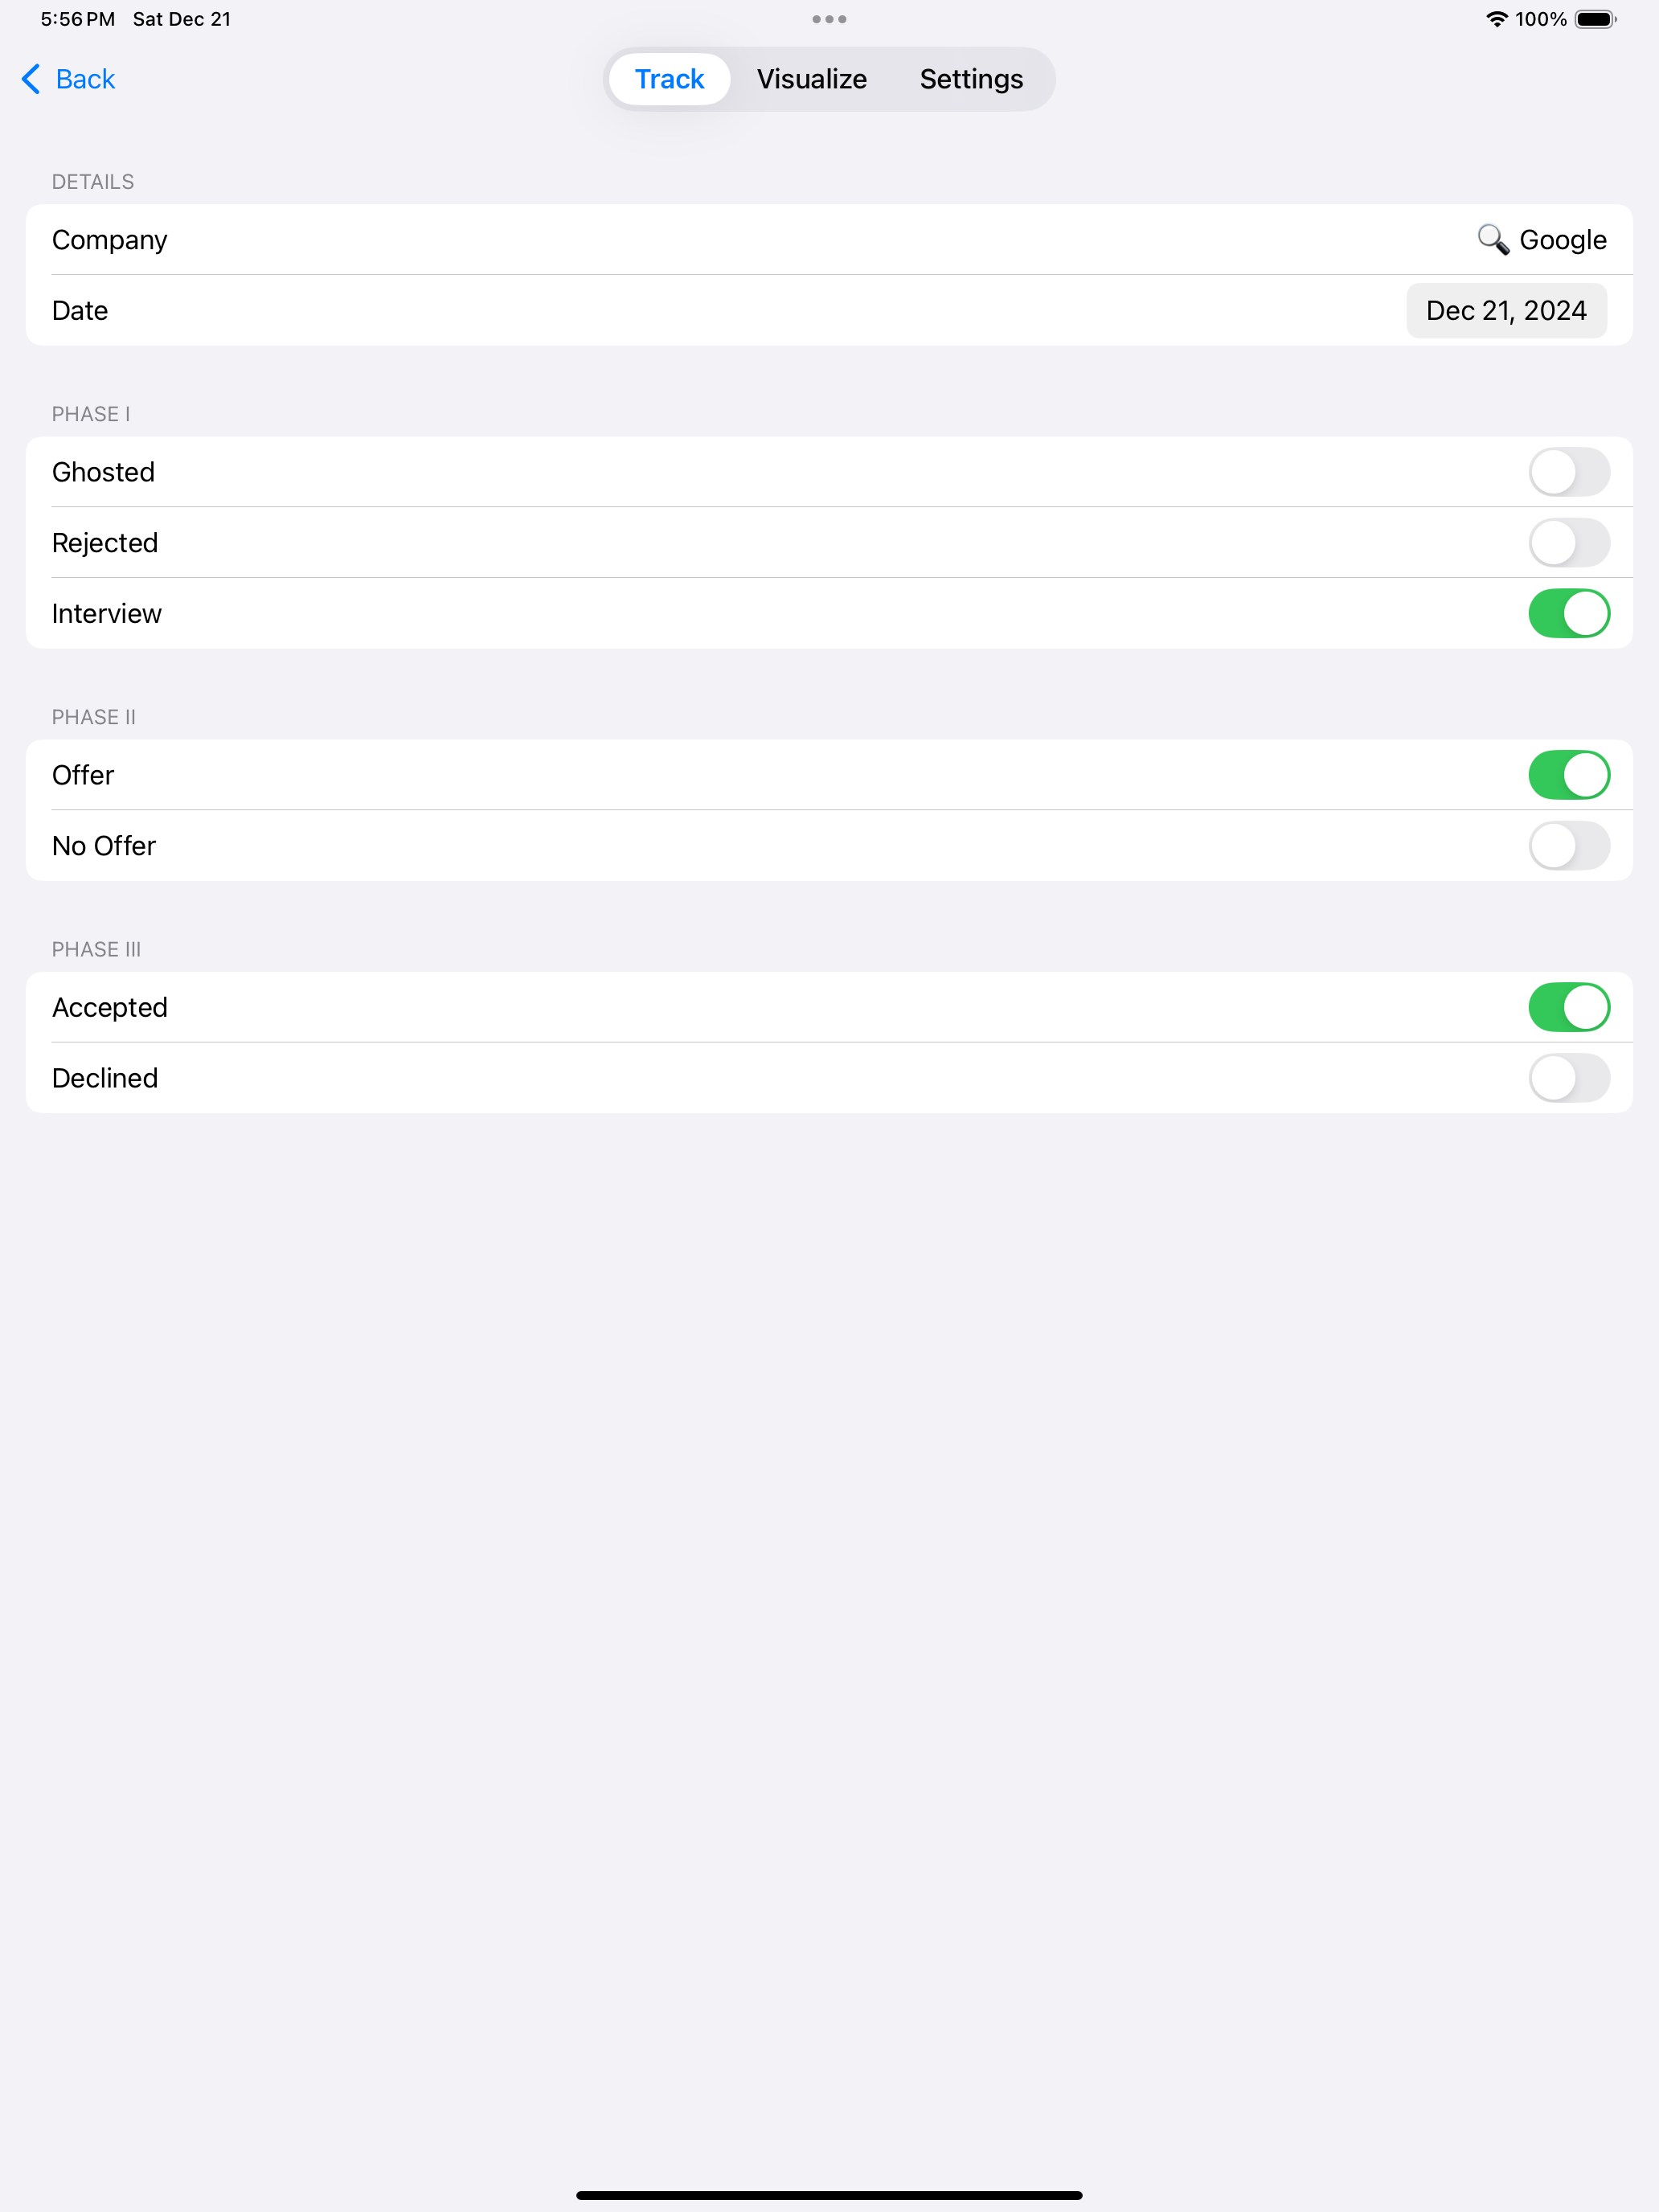 5:56 PM Sat Dec 21
100%
Back
Track Visualize Settings
DETAILS
Company 🔍 Google
Date Dec 21, 2024
PHASE I
Ghosted
Rejected
Interview
PHASE II
Offer
No Offer
PHASE III
Accepted
Declined